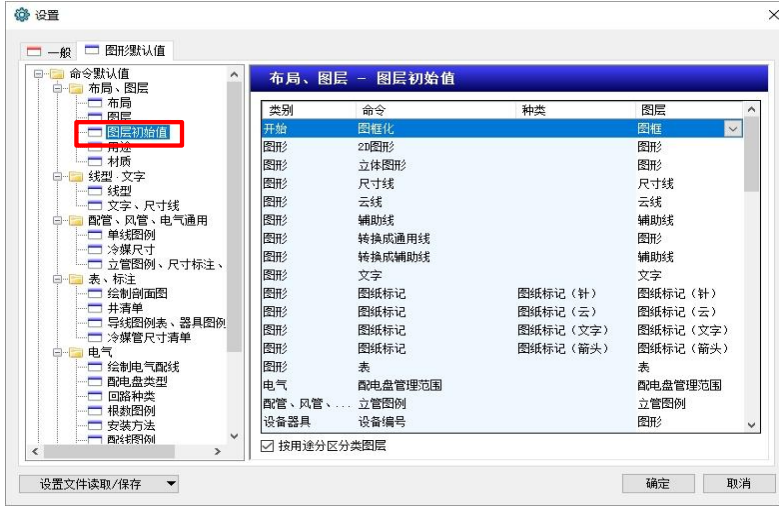 设置
一般 图形默认值
命令默认值
布局、图层
布局
图层
图层初始值
用途
材质
线型·文字
线型
文字、尺寸线
配管、风管、电气通用
单线图例
冷媒尺寸
立管图例、尺寸标注、
表、标注
绘制剖面图
井清单
导线图例表、器具图例
冷媒管尺寸清单
电气
绘制电气配线
配电盘类型
回路种类
根数图例
安装方法
配线图例
布局、图层 - 图层初始值
类别 命令 种类 图层
开始 图框化 图框
图形 2D图形 图形
图形 立体图形 图形
图形 尺寸线 尺寸线
图形 云线 云线
图形 辅助线 辅助线
图形 转换成通用线 图形
图形 转换成辅助线 辅助线
图形 文字 文字
图形 图纸标记 图纸标记（针） 图纸标记（针）
图形 图纸标记 图纸标记（云） 图纸标记（云）
图形 图纸标记 图纸标记（文字） 图纸标记（文字）
图形 图纸标记 图纸标记（箭头） 图纸标记（箭头）
图形 表 表
电气 配电盘管理范围 配电盘管理范围
配管、风管、... 立管图例 立管图例
设备器具 设备编号 图形
按用途分区分类图层
设置文件读取/保存 确定 取消